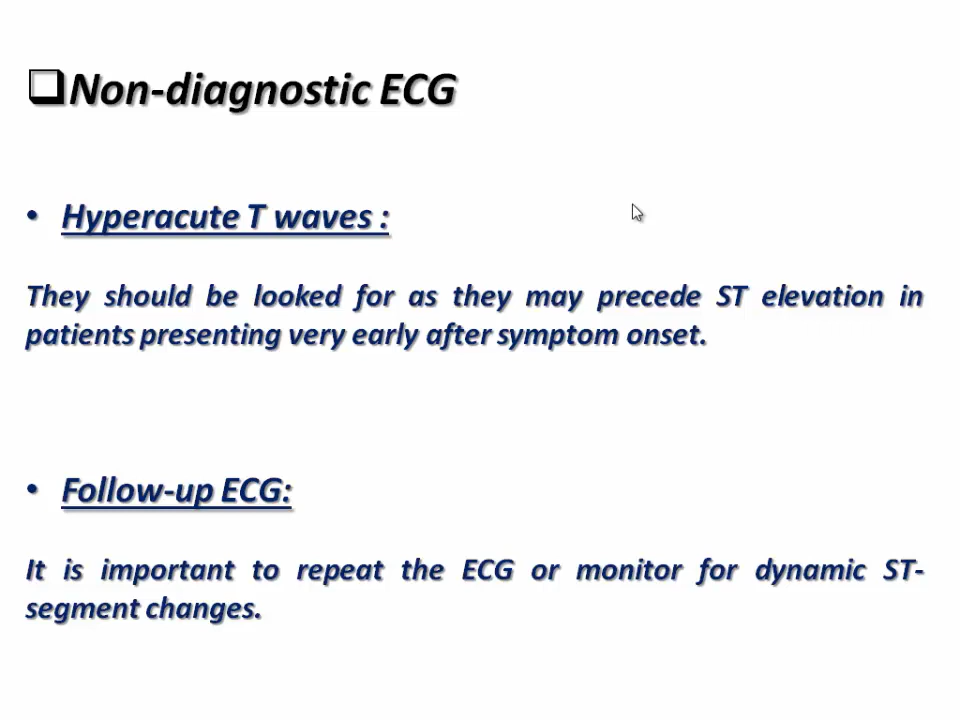 ❑Non-diagnostic ECG
• Hyperacute T waves :
They should be looked for as they may precede ST elevation in
patients presenting very early after symptom onset.
• Follow-up ECG:
It is important to repeat the ECG or monitor for dynamic ST-
segment changes.